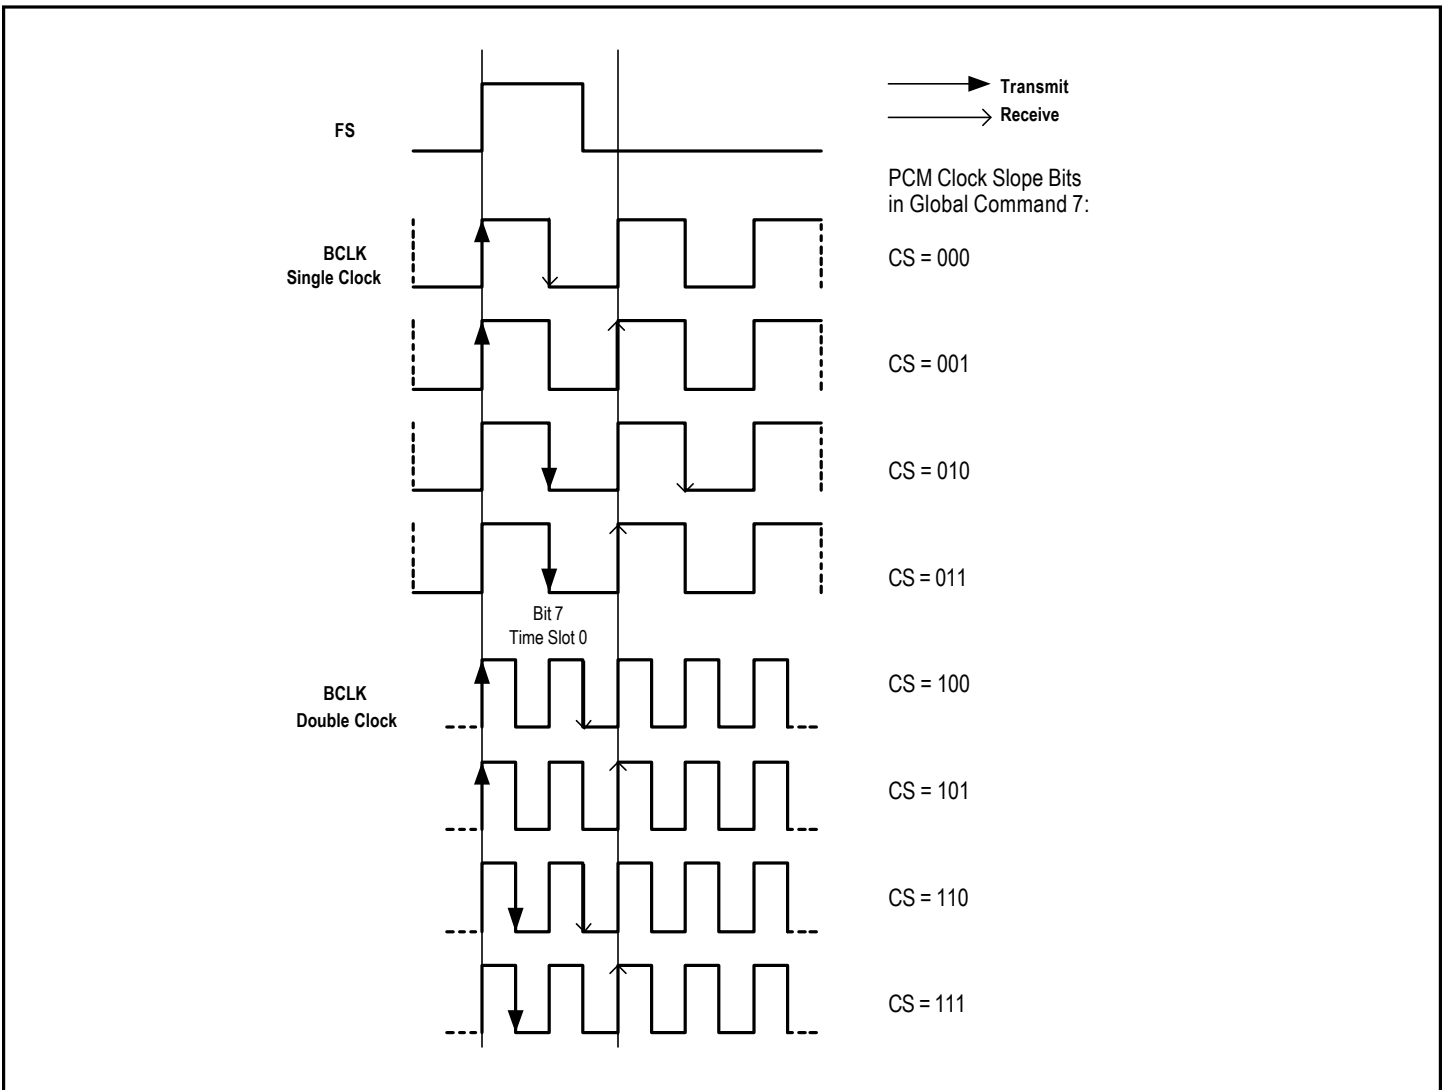 Transmit
Receive
FS
PCM Clock Slope Bits
in Global Command 7:
BCLK
Single Clock
CS = 000
CS = 001
CS = 010
CS = 011
Bit 7
Time Slot 0
BCLK
Double Clock
CS = 100
CS = 101
CS = 110
CS = 111